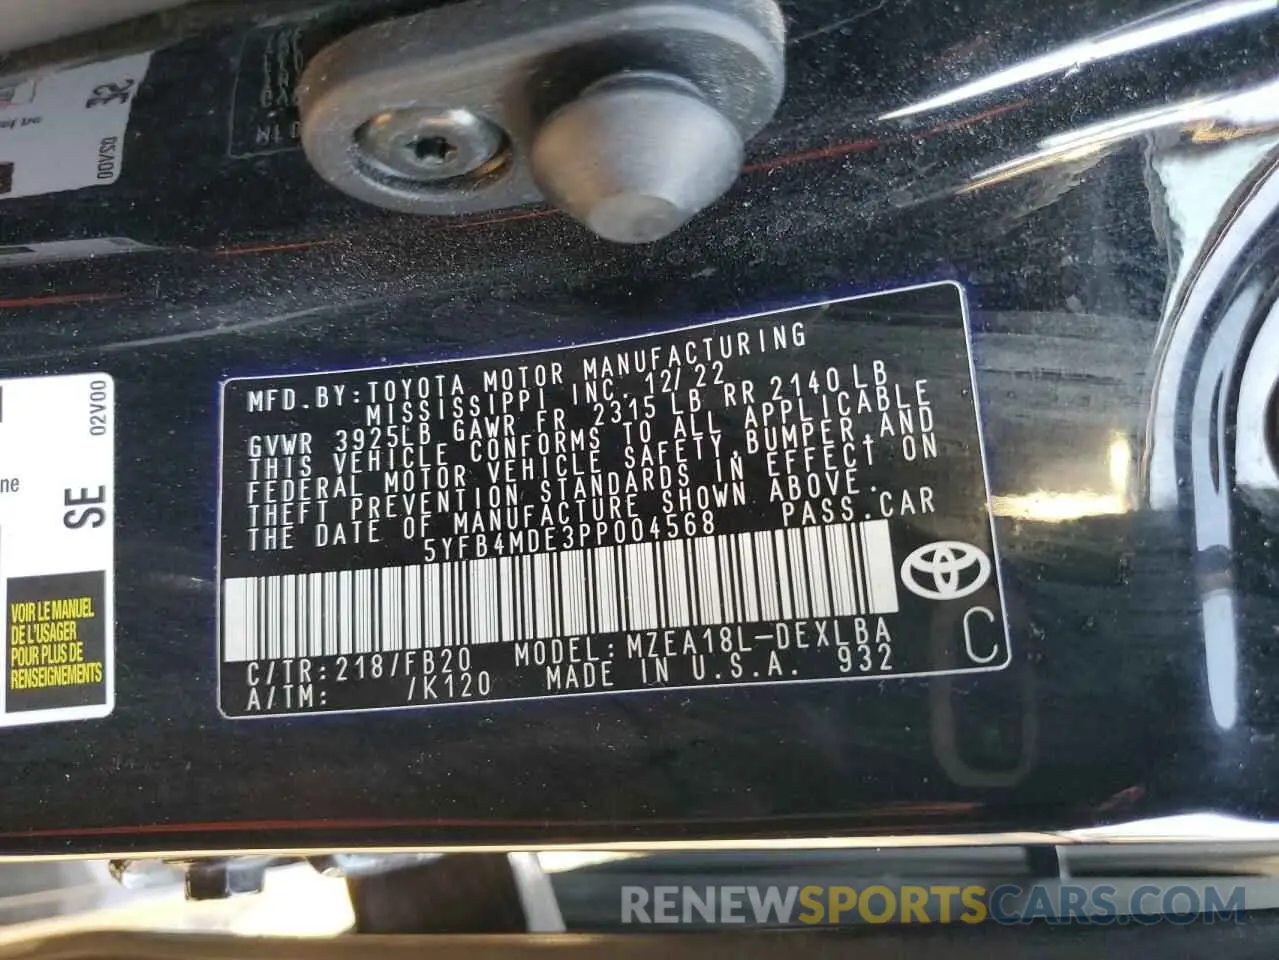 32
03AD0
02V00
ne
SE
VOIR LE MANUEL
DE L'USAGER
POUR PLUS DE
RENSEIGNEMENTS
MFD.BY:TOYOTA MOTOR MANUFACTURING
MISSISSIPPI INC. 12/22
GVWR 3925LB GAWR FR 2315 LB RR 2140 LB
THIS VEHICLE CONFORMS TO ALL APPLICABLE
FEDERAL MOTOR VEHICLE SAFETY,BUMPER,AND
THEFT PREVENTION STANDARDS IN EFFECT ON
THE DATE OF MANUFACTURE SHOWN ABOVE.
5YFB4MDE3PP004568 PASS.CAR
C/TR:218/FB20 MODEL:MZEA18L-DEXLBA
A/TM: /K120 MADE IN U.S.A. 932
C
RENEWSPORTSCARS.COM